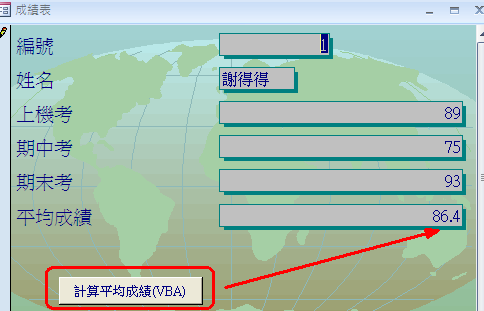 成績表
編號 1
姓名 謝得得
上機考 89
期中考 75
期末考 93
平均成績 86.4
計算平均成績(VBA)